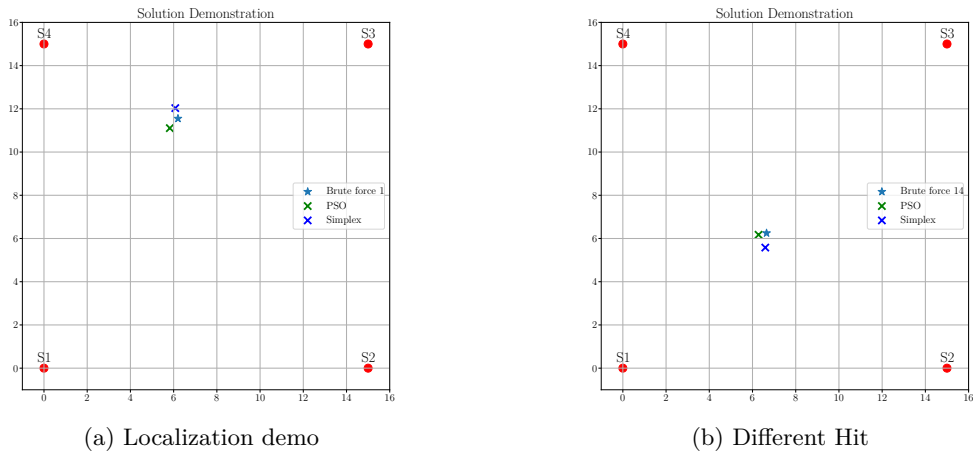 Solution Demonstration
16
S4
S3
14
12
10
8
Brute force 1
PSO
Simplex
6
4
2
S1
S2
0
0 2 4 6 8 10 12 14 16
(a) Localization demo
Solution Demonstration
16
S4
S3
14
12
10
8
Brute force 14
PSO
Simplex
6
4
2
S1
S2
0
0 2 4 6 8 10 12 14 16
(b) Different Hit